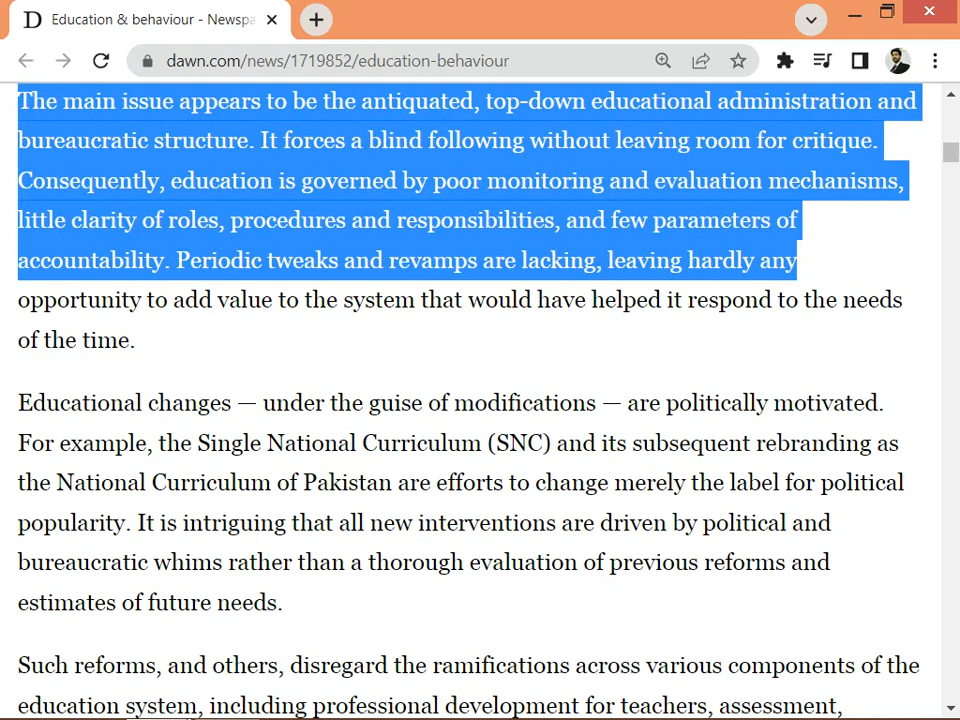 Education & behaviour - Newspa
dawn.com/news/1719852/education-behaviour
The main issue appears to be the antiquated, top-down educational administration and
bureaucratic structure. It forces a blind following without leaving room for critique.
Consequently, education is governed by poor monitoring and evaluation mechanisms,
little clarity of roles, procedures and responsibilities, and few parameters of
accountability. Periodic tweaks and revamps are lacking, leaving hardly any
opportunity to add value to the system that would have helped it respond to the needs
of the time.
Educational changes — under the guise of modifications — are politically motivated.
For example, the Single National Curriculum (SNC) and its subsequent rebranding as
the National Curriculum of Pakistan are efforts to change merely the label for political
popularity. It is intriguing that all new interventions are driven by political and
bureaucratic whims rather than a thorough evaluation of previous reforms and
estimates of future needs.
Such reforms, and others, disregard the ramifications across various components of the
education system, including professional development for teachers, assessment,